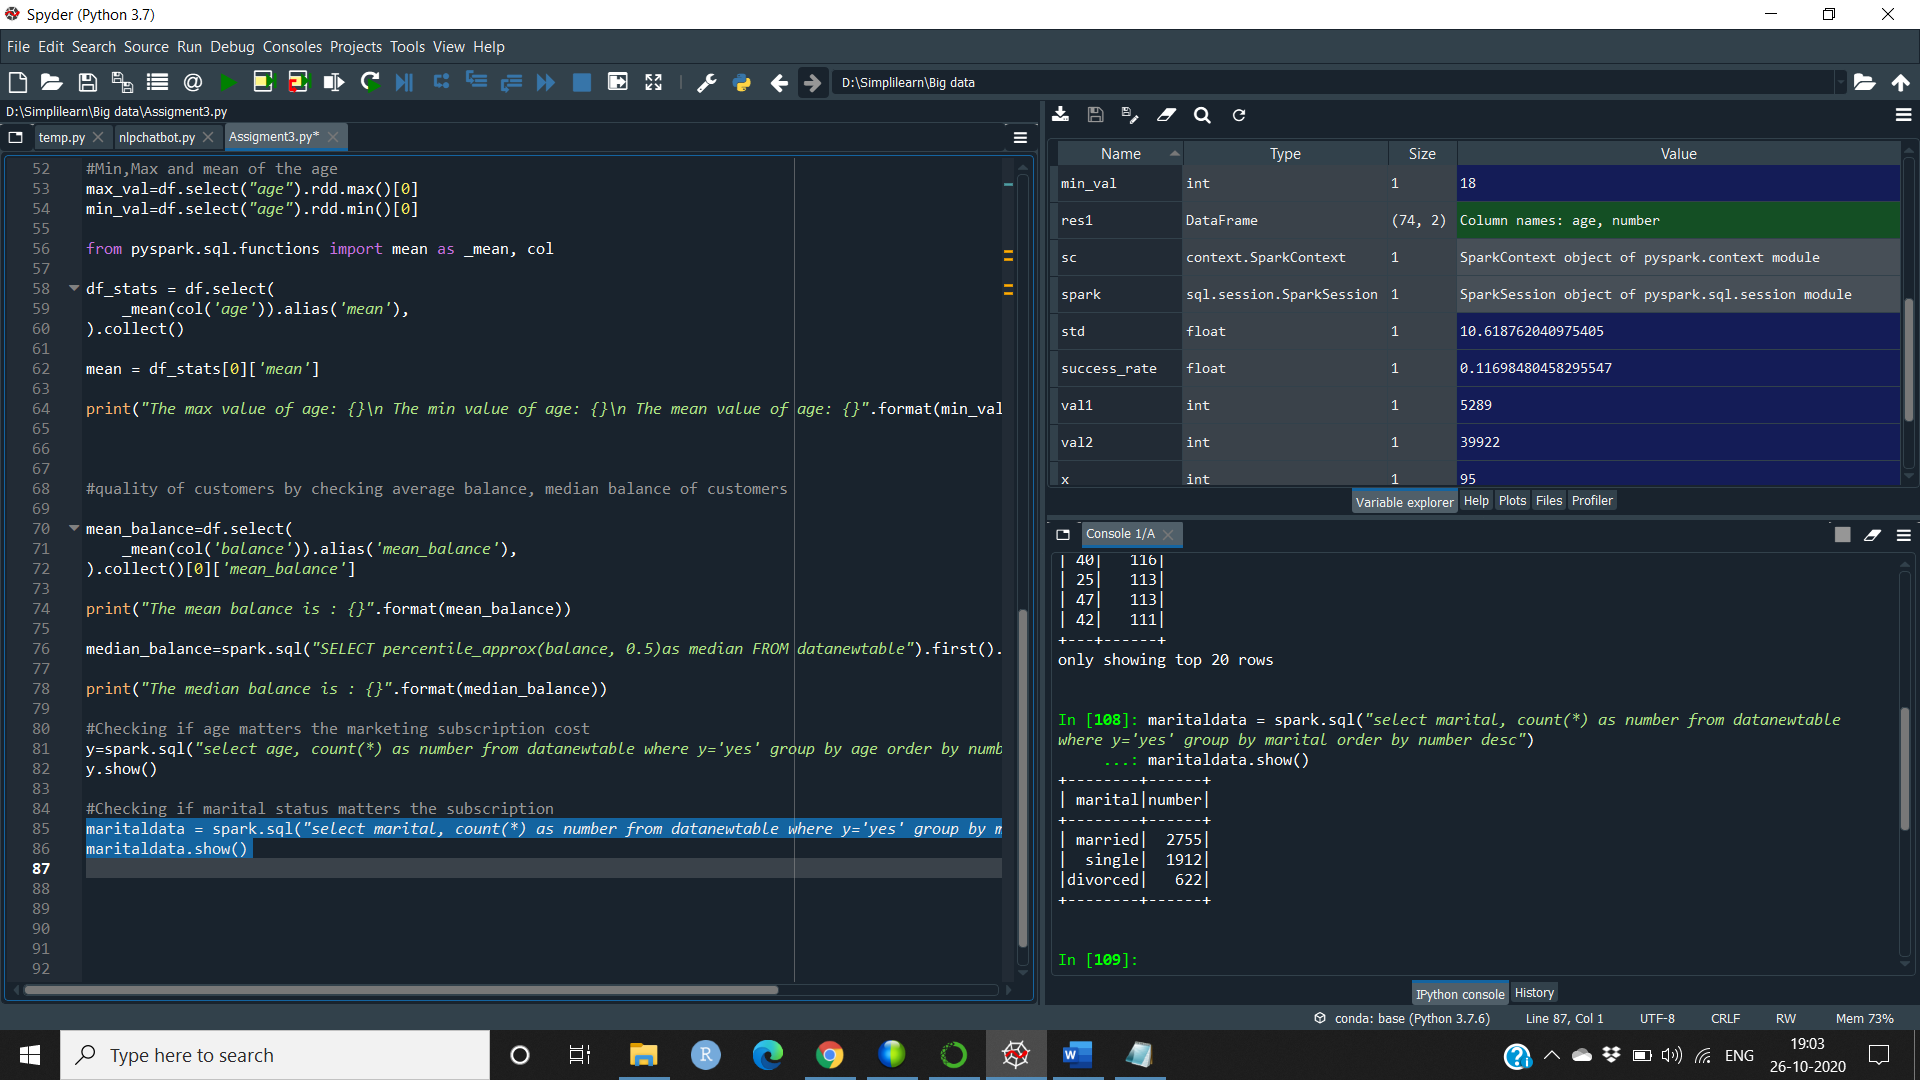 Spyder (Python 3.7)
File Edit Search Source Run Debug Consoles Projects Tools View Help
D:\Simplilearn\Big data
D:\Simplilearn\Big data\Assigment3.py
temp.py nlpchatbot.py Assigment3.py*
52 #Min,Max and mean of the age
53 max_val=df.select("age").rdd.max()[0]
54 min_val=df.select("age").rdd.min()[0]
55
56 from pyspark.sql.functions import mean as _mean, col
57
58 df_stats = df.select(
59     _mean(col('age')).alias('mean'),
60 ).collect()
61
62 mean = df_stats[0]['mean']
63
64 print("The max value of age: {}\n The min value of age: {}\n The mean value of age: {}".format(min_val
65
66
67
68 #quality of customers by checking average balance, median balance of customers
69
70 mean_balance=df.select(
71     _mean(col('balance')).alias('mean_balance'),
72 ).collect()[0]['mean_balance']
73
74 print("The mean balance is : {}".format(mean_balance))
75
76 median_balance=spark.sql("SELECT percentile_approx(balance, 0.5)as median FROM datanewtable").first().
77
78 print("The median balance is : {}".format(median_balance))
79
80 #Checking if age matters the marketing subscription cost
81 y=spark.sql("select age, count(*) as number from datanewtable where y='yes' group by age order by numb
82 y.show()
83
84 #Checking if marital status matters the subscription
85 maritaldata = spark.sql("select marital, count(*) as number from datanewtable where y='yes' group by m
86 maritaldata.show()
87
88
89
90
91
92
Name Type Size Value
min_val int 1 18
res1 DataFrame (74, 2) Column names: age, number
sc context.SparkContext 1 SparkContext object of pyspark.context module
spark sql.session.SparkSession 1 SparkSession object of pyspark.sql.session module
std float 1 10.618762040975405
success_rate float 1 0.11698480458295547
val1 int 1 5289
val2 int 1 39922
x int 1 95
Variable explorer Help Plots Files Profiler
Console 1/A
| 40|   116|
| 25|   113|
| 47|   113|
| 42|   111|
+---+------+
only showing top 20 rows
In [108]: maritaldata = spark.sql("select marital, count(*) as number from datanewtable
where y='yes' group by marital order by number desc")
     ...: maritaldata.show()
+--------+------+
| marital|number|
+--------+------+
| married|  2755|
|  single|  1912|
|divorced|   622|
+--------+------+
In [109]:
IPython console History
conda: base (Python 3.7.6) Line 87, Col 1 UTF-8 CRLF RW Mem 73%
Type here to search
ENG
19:03
26-10-2020